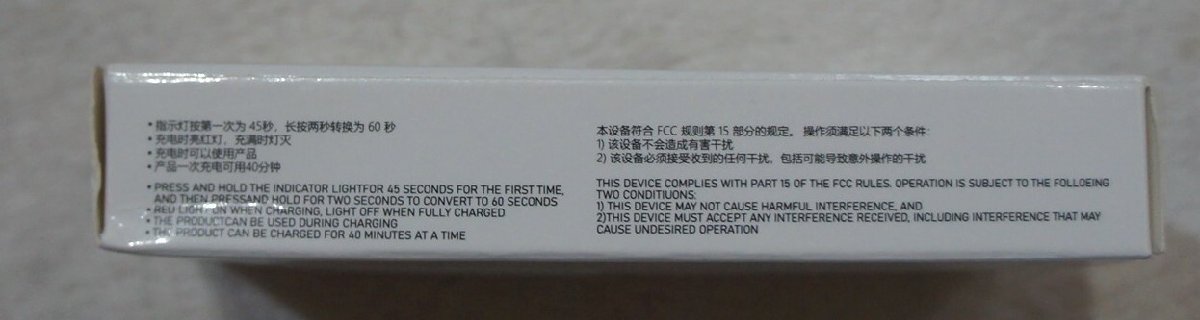 • 指示灯按第一次为 45秒，长按两秒转换为 60 秒
• 充电时亮红灯，充满时灯灭
• 充电时可以使用产品
• 产品一次充电可用40分钟
• PRESS AND HOLD THE INDICATOR LIGHTFOR 45 SECONDS FOR THE FIRST TIME,
AND THEN PRESSAND HOLD FOR TWO SECONDS TO CONVERT TO 60 SECONDS
• RED LIGHT ON WHEN CHARGING, LIGHT OFF WHEN FULLY CHARGED
• THE PRODUCTCAN BE USED DURING CHARGING
• THE PRODUCT CAN BE CHARGED FOR 40 MINUTES AT A TIME
本设备符合 FCC 规则第 15 部分的规定。操作须满足以下两个条件:
1) 该设备不会造成有害干扰
2) 该设备必须接受收到的任何干扰，包括可能导致意外操作的干扰
THIS DEVICE COMPLIES WITH PART 15 OF THE FCC RULES. OPERATION IS SUBJECT TO THE FOLLOEING
TWO CONDITIUONS:
1) THIS DEVICE MAY NOT CAUSE HARMFUL INTERFERENCE, AND
2)THIS DEVICE MUST ACCEPT ANY INTERFERENCE RECEIVED, INCLUDING INTERFERENCE THAT MAY
CAUSE UNDESIRED OPERATION